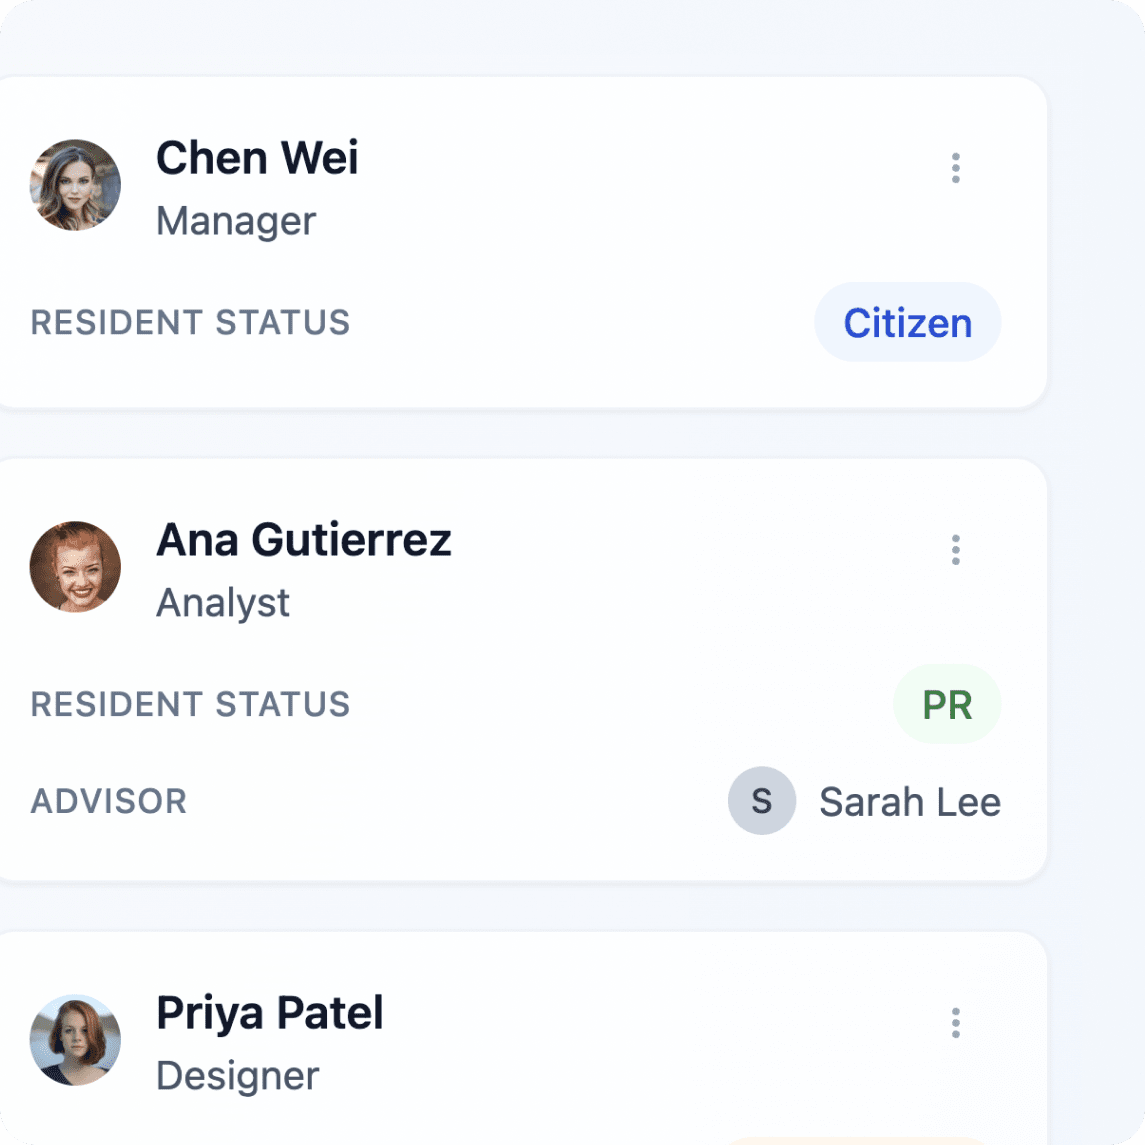 Chen Wei
Manager
RESIDENT STATUS Citizen
Ana Gutierrez
Analyst
RESIDENT STATUS PR
ADVISOR S Sarah Lee
Priya Patel
Designer